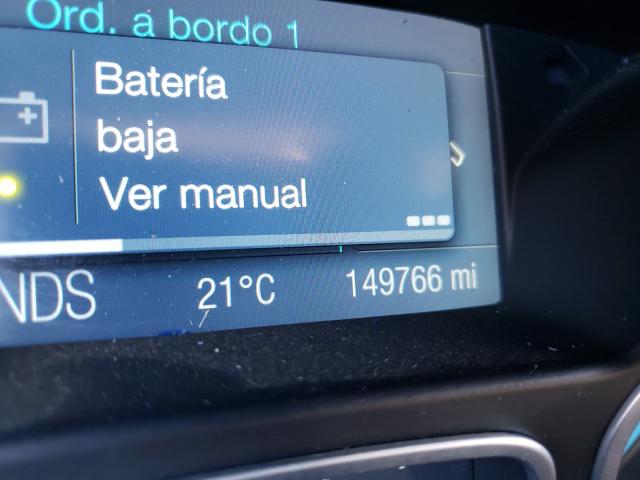 Ord. a bordo 1
Batería
baja
Ver manual
NDS 21°C 149766 mi